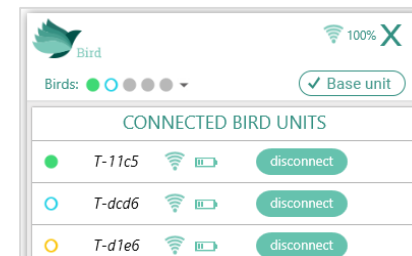 Bird
100% X
Birds:
Base unit
CONNECTED BIRD UNITS
T-11c5 disconnect
T-dcd6 disconnect
T-d1e6 disconnect